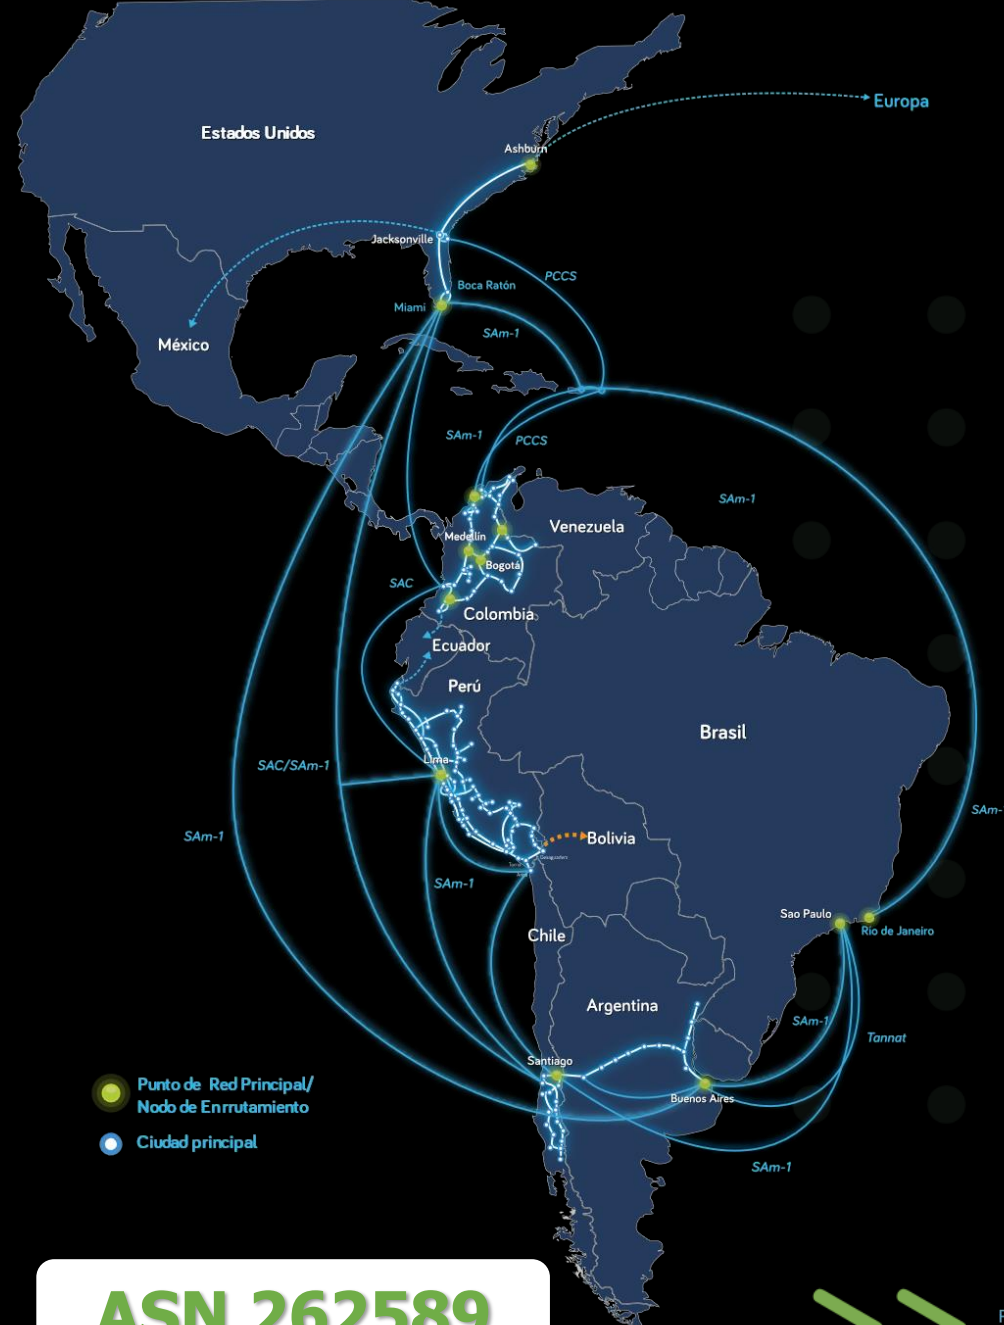 Europa
Estados Unidos
Ashburn
Jacksonville
PCCS
Boca Ratón
Miami
SAm-1
México
SAm-1
PCCS
SAm-1
Venezuela
Medellín
Bogotá
SAC
Colombia
Ecuador
Perú
Brasil
Lima
SAC/SAm-1
SAm-
SAm-1
Bolivia
SAm-1
Sao Paulo
Rio de Janeiro
Chile
Argentina
SAm-1
Tannat
Santiago
Buenos Aires
Punto de Red Principal/
Nodo de Enrrutamiento
Ciudad principal
SAm-1
ASN 262589